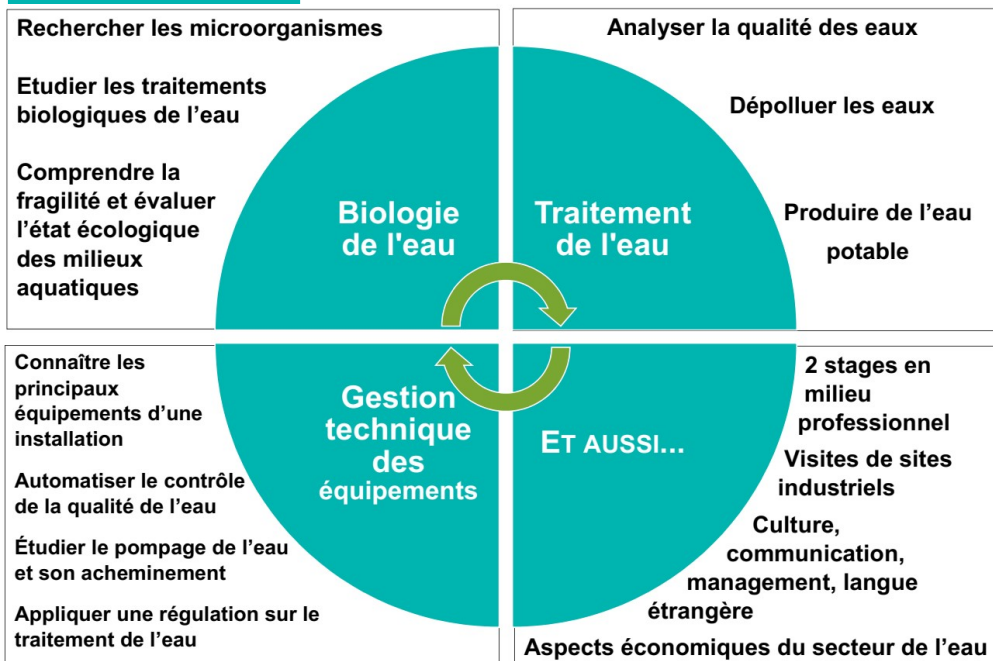 Rechercher les microorganismes
Etudier les traitements
biologiques de l’eau
Comprendre la
fragilité et évaluer
l’état écologique
des milieux
aquatiques
Biologie
de l'eau
Analyser la qualité des eaux
Dépolluer les eaux
Produire de l’eau
potable
Traitement
de l'eau
Connaître les
principaux
équipements d’une
installation
Automatiser le contrôle
de la qualité de l’eau
Étudier le pompage de l’eau
et son acheminement
Appliquer une régulation sur le
traitement de l’eau
Gestion
technique
des
équipements
ET AUSSI...
2 stages en
milieu
professionnel
Visites de sites
industriels
Culture,
communication,
management, langue
étrangère
Aspects économiques du secteur de l’eau